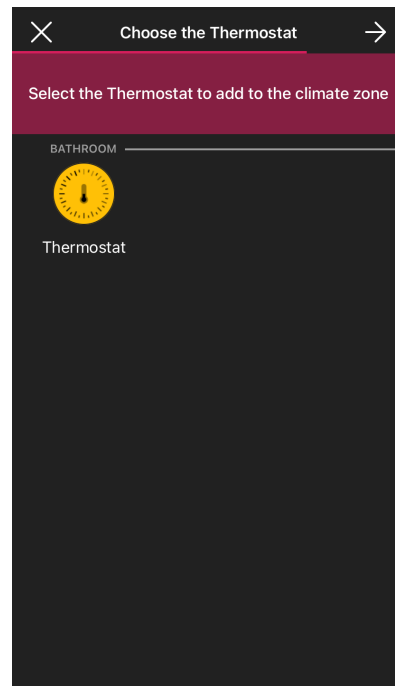 Choose the Thermostat
Select the Thermostat to add to the climate zone
BATHROOM
Thermostat